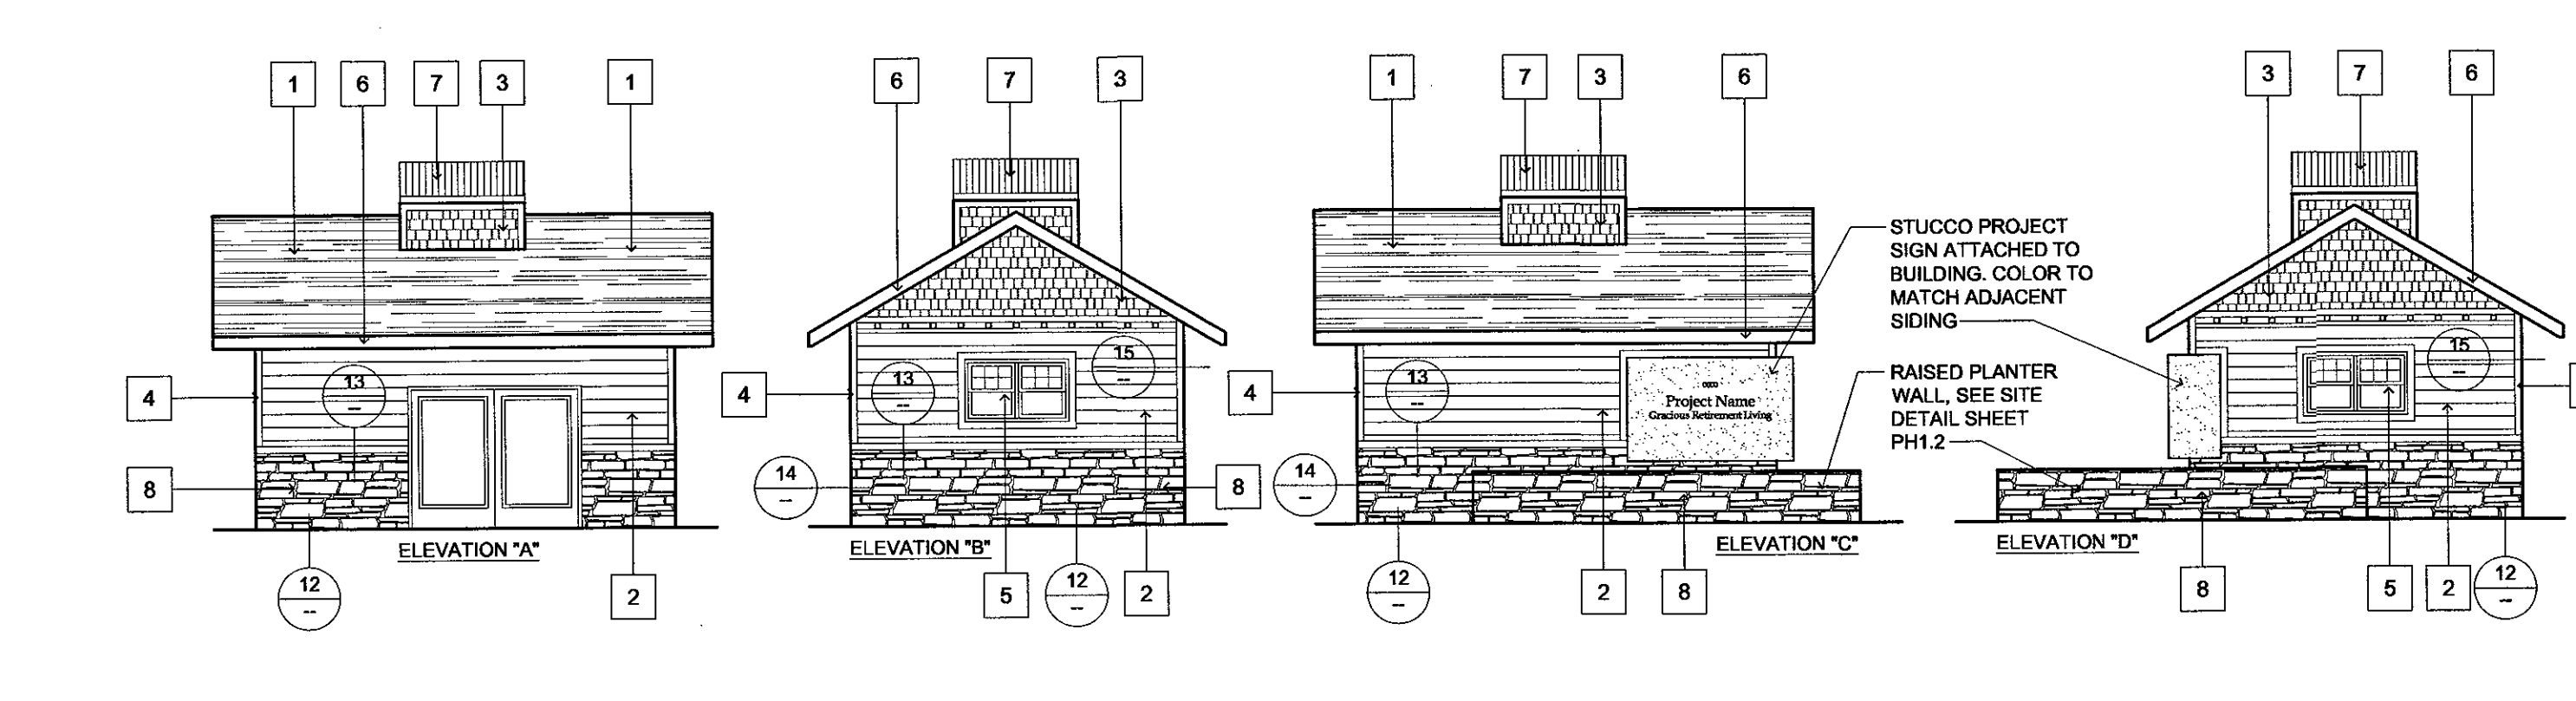 1 6 7 3 1
13
--
4
8
ELEVATION "A"
12
--
2
6 7 3
15
--
13
--
4
14
--
8
ELEVATION "B"
5
12
--
2
1 7 3 6
STUCCO PROJECT
SIGN ATTACHED TO
BUILDING. COLOR TO
MATCH ADJACENT
SIDING
RAISED PLANTER
WALL, SEE SITE
DETAIL SHEET
PH1.2
13
--
4
Project Name
Gracious Retirement Living
14
--
ELEVATION "C"
12
--
2
8
3 7 6
15
--
ELEVATION "D"
8
5
2
12
--